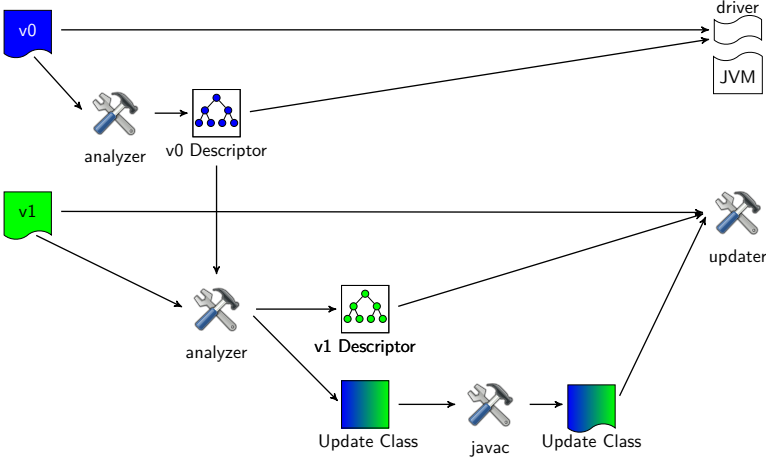 driver
v0
JVM
analyzer
v0 Descriptor
v1
updater
analyzer
v1 Descriptor
Update Class
javac
Update Class